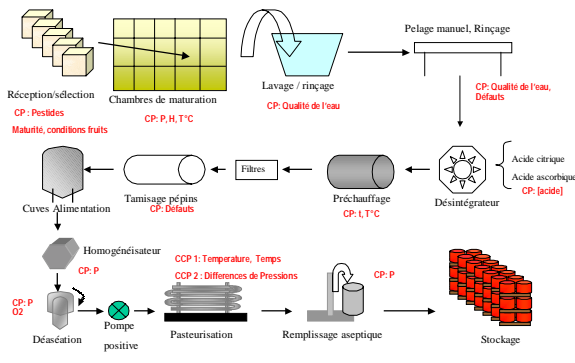 Réception/sélection
CP : Pestides
Maturité, conditions fruits
Chambres de maturation
CP: P, H, T°C
Lavage / rinçage
CP: Qualité de l'eau
Pelage manuel, Rinçage
CP: Qualité de l'eau,
Défauts
Acide citrique
Acide ascorbique
CP: [acide]
Désintégrateur
Préchauffage
CP: t, T°C
Filtres
Tamisage pépins
CP: Défauts
Cuves Alimentation
Homogénéisateur
CP: P
CP: P
O2
Déaséation
Pompe
positive
CCP 1: Temperature, Temps
CCP 2 : Differences de Pressions
Pasteurisation
CP: P
Remplissage aseptique
Stockage